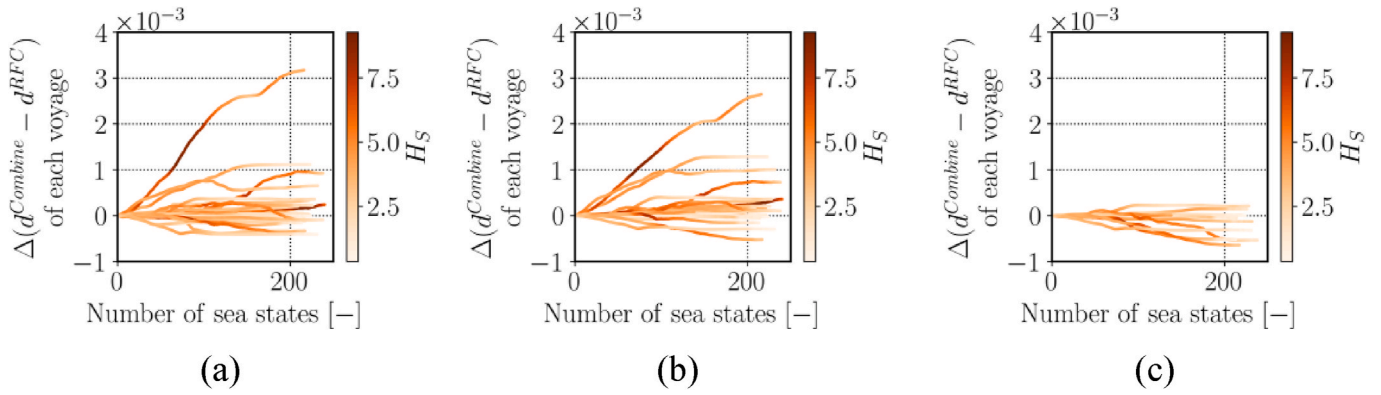 ×10⁻³
Δ(d^Combine − d^RFC)
of each voyage
4
3
2
1
0
−1
0
200
Number of sea states [−]
7.5
5.0
2.5
H_S
(a)
×10⁻³
Δ(d^Combine − d^RFC)
of each voyage
4
3
2
1
0
−1
0
200
Number of sea states [−]
7.5
5.0
2.5
H_S
(b)
×10⁻³
Δ(d^Combine − d^RFC)
of each voyage
4
3
2
1
0
−1
0
200
Number of sea states [−]
7.5
5.0
2.5
H_S
(c)